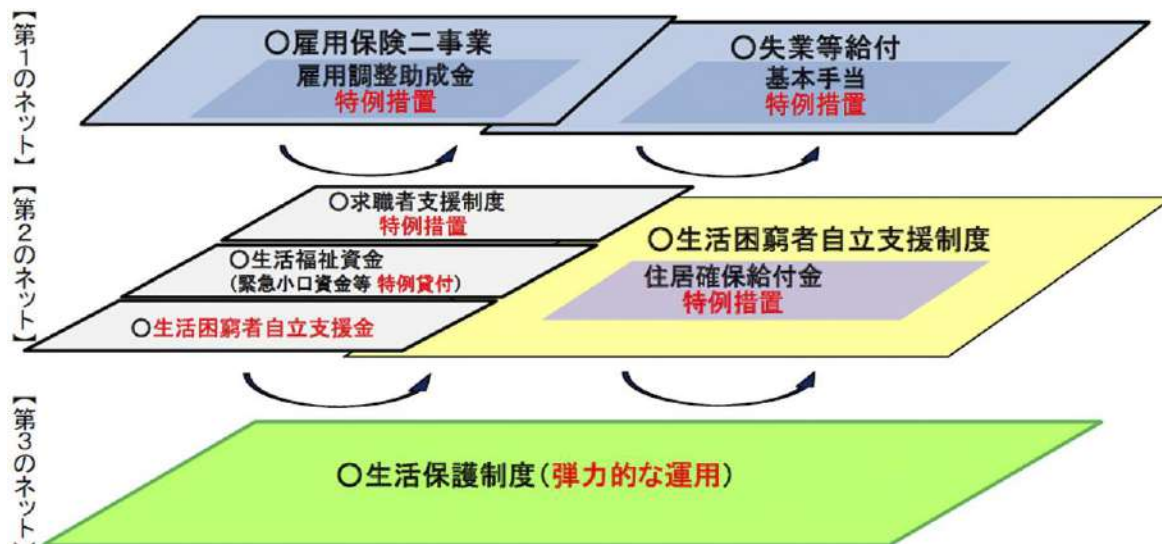 【第1のネット】
○雇用保険二事業
雇用調整助成金
特例措置
○失業等給付
基本手当
特例措置
【第2のネット】
○求職者支援制度
特例措置
○生活福祉資金
(緊急小口資金等 特例貸付)
○生活困窮者自立支援金
○生活困窮者自立支援制度
住居確保給付金
特例措置
【第3のネット】
○生活保護制度(弾力的な運用)